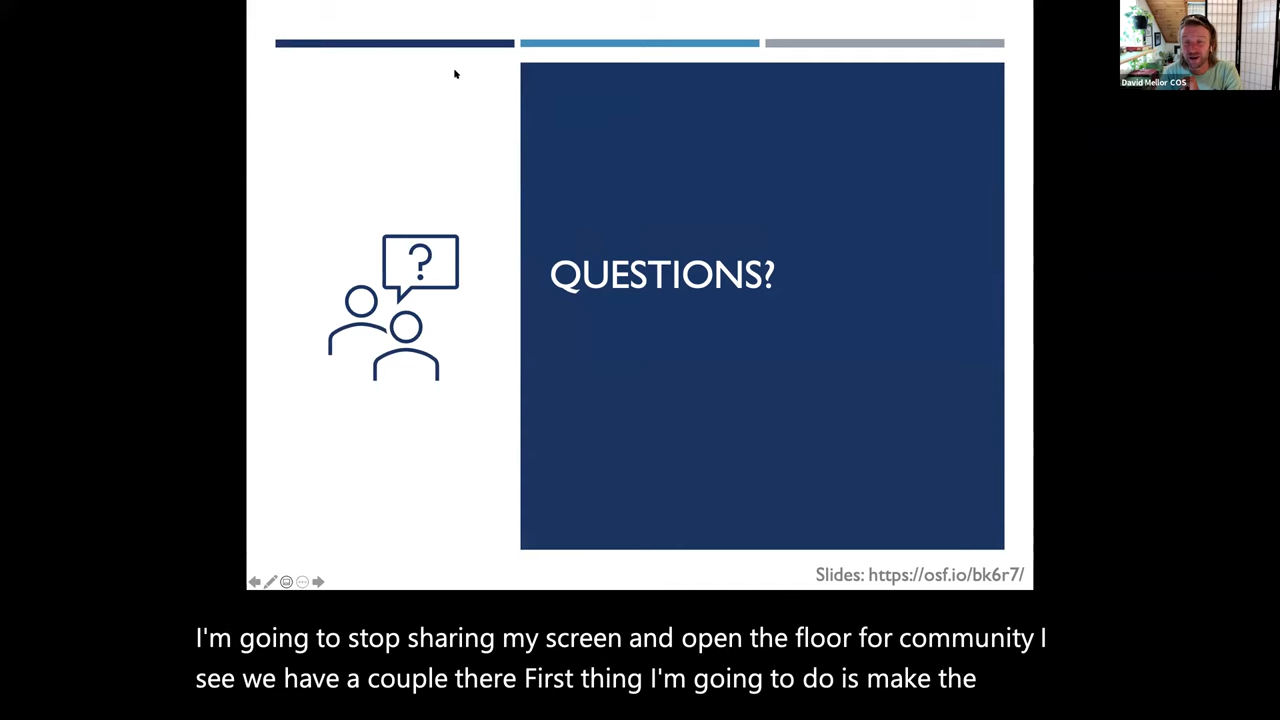 David Mellor COS
?
QUESTIONS?
Slides: https://osf.io/bk6r7/
I'm going to stop sharing my screen and open the floor for community I
see we have a couple there First thing I'm going to do is make the